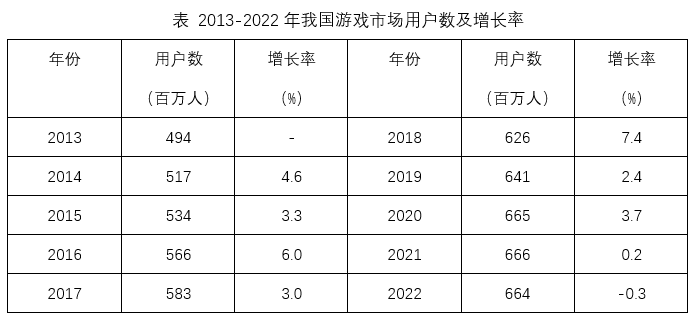 表 2013-2022 年我国游戏市场用户数及增长率
年份 用户数 增长率 年份 用户数 增长率
(百万人) (%) (百万人) (%)
2013 494 - 2018 626 7.4
2014 517 4.6 2019 641 2.4
2015 534 3.3 2020 665 3.7
2016 566 6.0 2021 666 0.2
2017 583 3.0 2022 664 -0.3